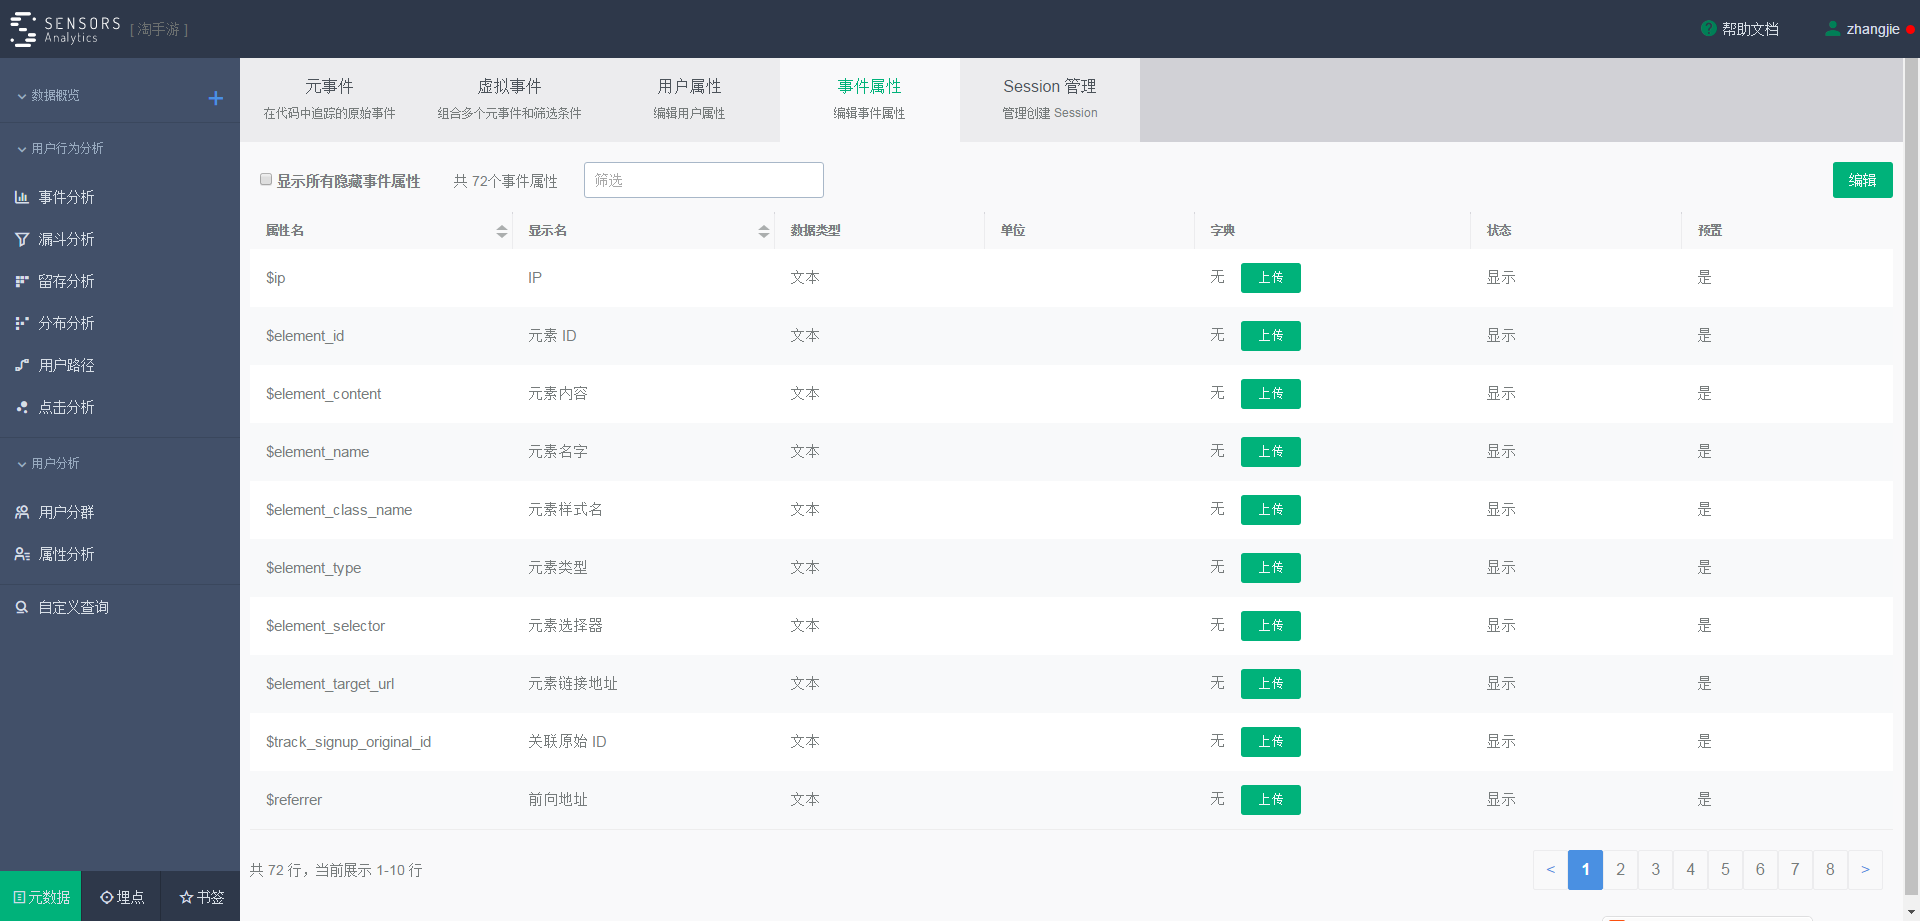 SENSORS
Analytics
[ 淘手游 ]
帮助文档
zhangjie
数据概览
用户行为分析
事件分析
漏斗分析
留存分析
分布分析
用户路径
点击分析
用户分析
用户分群
属性分析
自定义查询
元数据
埋点
书签
元事件
在代码中追踪的原始事件
虚拟事件
组合多个元事件和筛选条件
用户属性
编辑用户属性
事件属性
编辑事件属性
Session 管理
管理创建 Session
显示所有隐藏事件属性 共 72个事件属性 筛选 编辑
属性名 显示名 数据类型 单位 字典 状态 预置
$ip IP 文本 无 上传 显示 是
$element_id 元素 ID 文本 无 上传 显示 是
$element_content 元素内容 文本 无 上传 显示 是
$element_name 元素名字 文本 无 上传 显示 是
$element_class_name 元素样式名 文本 无 上传 显示 是
$element_type 元素类型 文本 无 上传 显示 是
$element_selector 元素选择器 文本 无 上传 显示 是
$element_target_url 元素链接地址 文本 无 上传 显示 是
$track_signup_original_id 关联原始 ID 文本 无 上传 显示 是
$referrer 前向地址 文本 无 上传 显示 是
共 72 行，当前展示 1-10 行 < 1 2 3 4 5 6 7 8 >